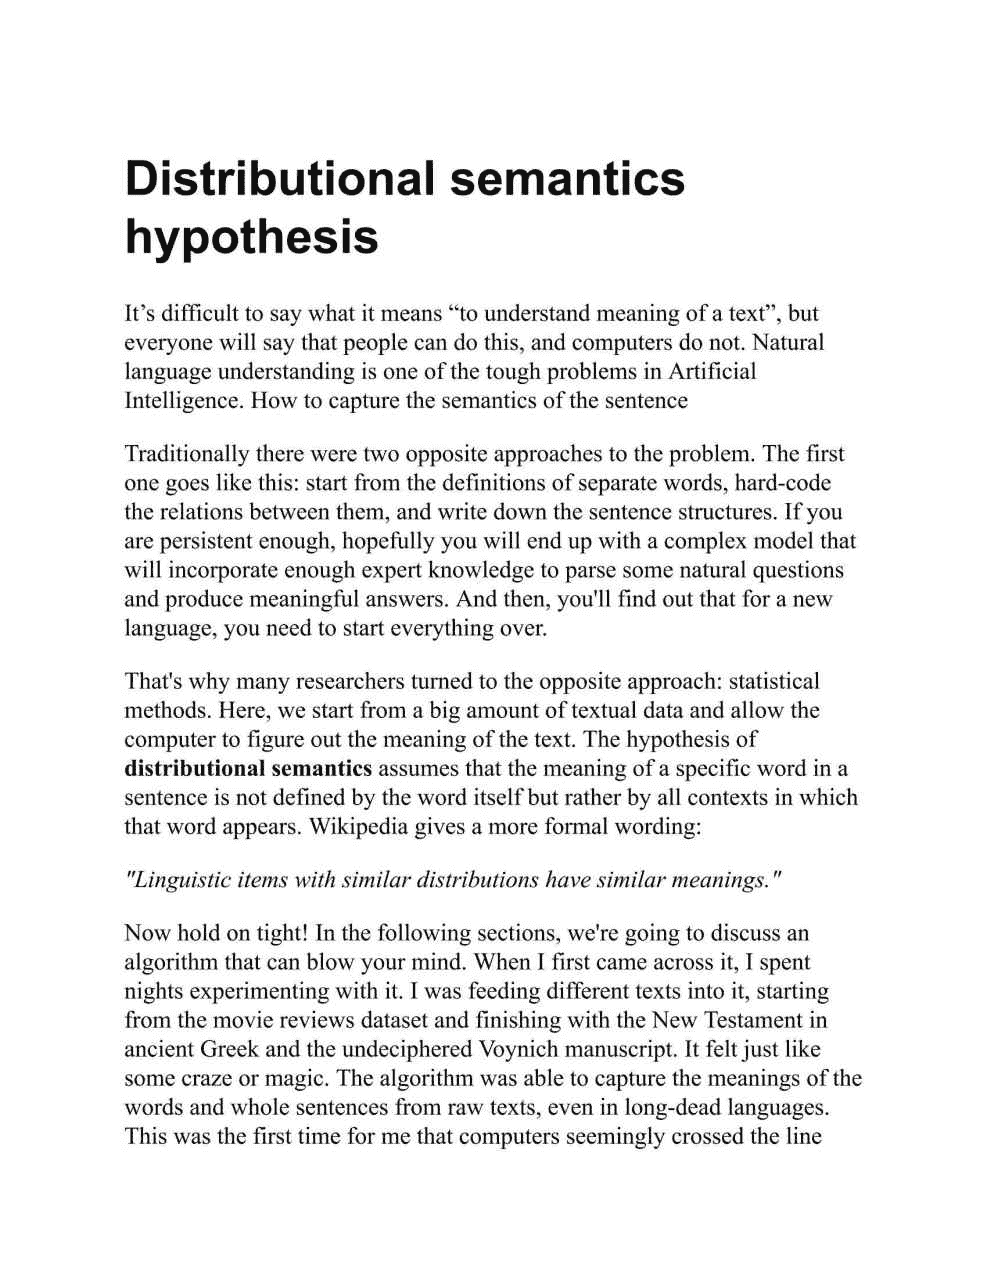 Distributional semantics
hypothesis
It’s difficult to say what it means “to understand meaning of a text”, but
everyone will say that people can do this, and computers do not. Natural
language understanding is one of the tough problems in Artificial
Intelligence. How to capture the semantics of the sentence
Traditionally there were two opposite approaches to the problem. The first
one goes like this: start from the definitions of separate words, hard-code
the relations between them, and write down the sentence structures. If you
are persistent enough, hopefully you will end up with a complex model that
will incorporate enough expert knowledge to parse some natural questions
and produce meaningful answers. And then, you'll find out that for a new
language, you need to start everything over.
That's why many researchers turned to the opposite approach: statistical
methods. Here, we start from a big amount of textual data and allow the
computer to figure out the meaning of the text. The hypothesis of
distributional semantics assumes that the meaning of a specific word in a
sentence is not defined by the word itself but rather by all contexts in which
that word appears. Wikipedia gives a more formal wording:
"Linguistic items with similar distributions have similar meanings."
Now hold on tight! In the following sections, we're going to discuss an
algorithm that can blow your mind. When I first came across it, I spent
nights experimenting with it. I was feeding different texts into it, starting
from the movie reviews dataset and finishing with the New Testament in
ancient Greek and the undeciphered Voynich manuscript. It felt just like
some craze or magic. The algorithm was able to capture the meanings of the
words and whole sentences from raw texts, even in long-dead languages.
This was the first time for me that computers seemingly crossed the line